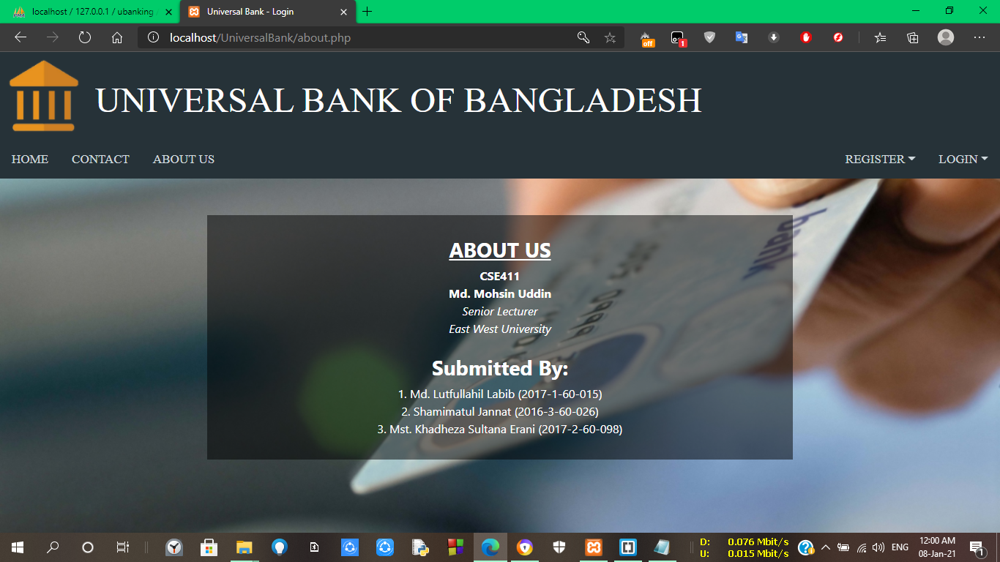 localhost / 127.0.0.1 / ubanking
Universal Bank - Login
localhost/UniversalBank/about.php
off
1
UNIVERSAL BANK OF BANGLADESH
HOME
CONTACT
ABOUT US
REGISTER
LOGIN
bank
ABOUT US
CSE411
Md. Mohsin Uddin
Senior Lecturer
East West University
Submitted By:
1. Md. Lutfullahil Labib (2017-1-60-015)
2. Shamimatul Jannat (2016-3-60-026)
3. Mst. Khadheza Sultana Erani (2017-2-60-098)
D: 0.076 Mbit/s
U: 0.015 Mbit/s
ENG
12:00 AM
08-Jan-21
1